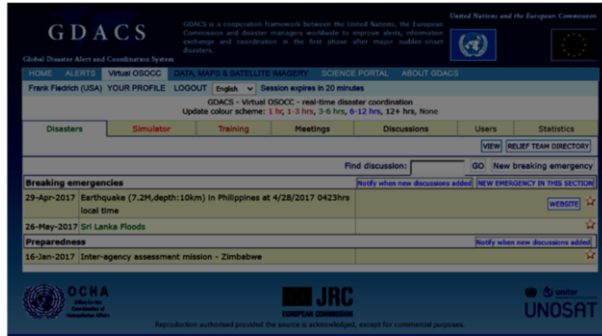 GDACS
Global Disaster Alert and Coordination System
GDACS is a cooperation framework between the United Nations, the European
Commission and disaster managers worldwide to improve alerts, information
exchange and coordination in the first phase after major sudden-onset
disasters.
United Nations and the European Commission
HOME ALERTS Virtual OSOCC DATA, MAPS & SATELLITE IMAGERY SCIENCE PORTAL ABOUT GDACS
Frank Fiedrich (USA) YOUR PROFILE LOGOUT English Session expires in 20 minutes
GDACS - Virtual OSOCC - real-time disaster coordination
Update colour scheme: 1 hr, 1-3 hrs, 3-6 hrs, 6-12 hrs, 12+ hrs, None
Disasters Simulator Training Meetings Discussions Users Statistics
VIEW RELIEF TEAM DIRECTORY
Find discussion: GO New breaking emergency
Breaking emergencies Notify when new discussions added NEW EMERGENCY IN THIS SECTION
29-Apr-2017 Earthquake (7.2M,depth:10km) in Philippines at 4/28/2017 0423hrs
local time
WEBSITE
26-May-2017 Sri Lanka Floods
Preparedness Notify when new discussions added
16-Jan-2017 Inter-agency assessment mission - Zimbabwe
OCHA
Office for the
Coordination of
Humanitarian Affairs
JRC
EUROPEAN COMMISSION
unitar
UNOSAT
Reproduction authorised provided the source is acknowledged, except for commercial purposes.